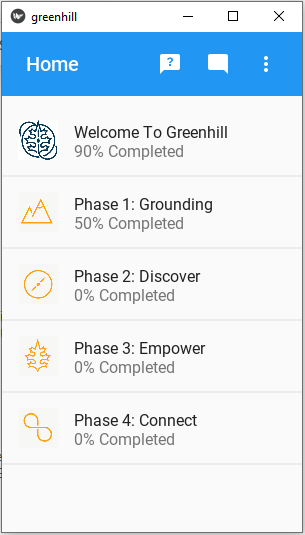 greenhill
Home
Welcome To Greenhill
90% Completed
Phase 1: Grounding
50% Completed
Phase 2: Discover
0% Completed
Phase 3: Empower
0% Completed
Phase 4: Connect
0% Completed